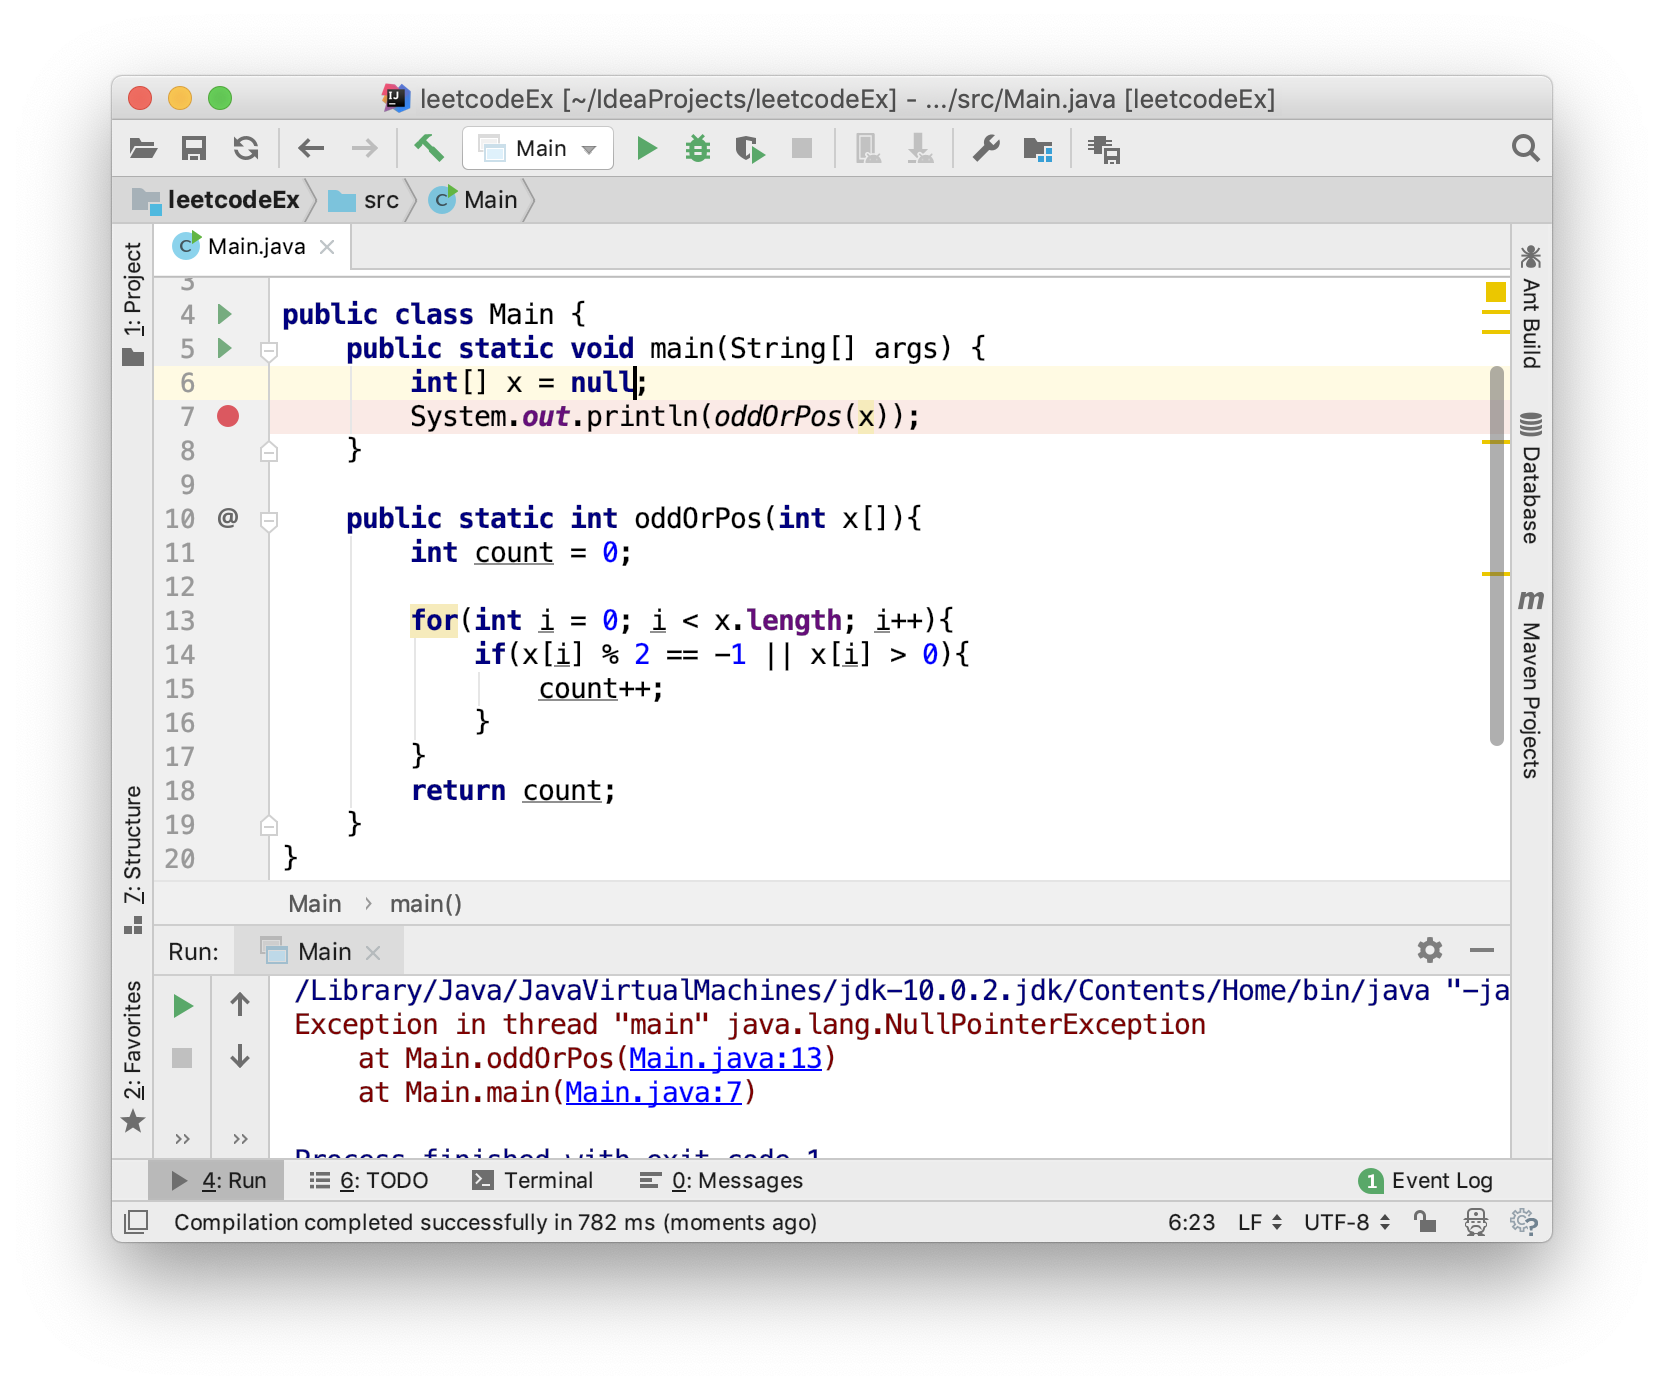 leetcodeEx [~/IdeaProjects/leetcodeEx] - .../src/Main.java [leetcodeEx]
Main
leetcodeEx
src
Main
Main.java
1: Project
7: Structure
2: Favorites
Ant Build
Database
Maven Projects
3
4 public class Main {
5 public static void main(String[] args) {
6 int[] x = null;
7 System.out.println(oddOrPos(x));
8 }
9
10 @ public static int oddOrPos(int x[]){
11 int count = 0;
12
13 for(int i = 0; i < x.length; i++){
14 if(x[i] % 2 == -1 || x[i] > 0){
15 count++;
16 }
17 }
18 return count;
19 }
20 }
Main › main()
Run: Main
/Library/Java/JavaVirtualMachines/jdk-10.0.2.jdk/Contents/Home/bin/java "-ja
Exception in thread "main" java.lang.NullPointerException
at Main.oddOrPos(Main.java:13)
at Main.main(Main.java:7)
Process finished with exit code 1
4: Run 6: TODO Terminal 0: Messages 1 Event Log
Compilation completed successfully in 782 ms (moments ago) 6:23 LF UTF-8